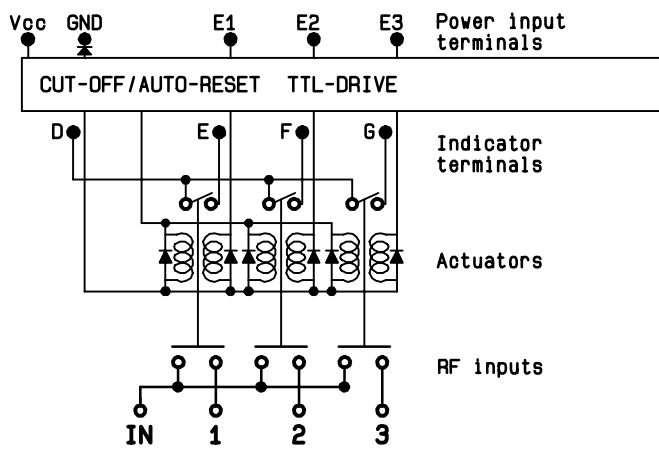 Vcc GND E1 E2 E3 Power input
terminals
CUT-OFF/AUTO-RESET TTL-DRIVE
D E F G Indicator
terminals
Actuators
RF inputs
IN 1 2 3